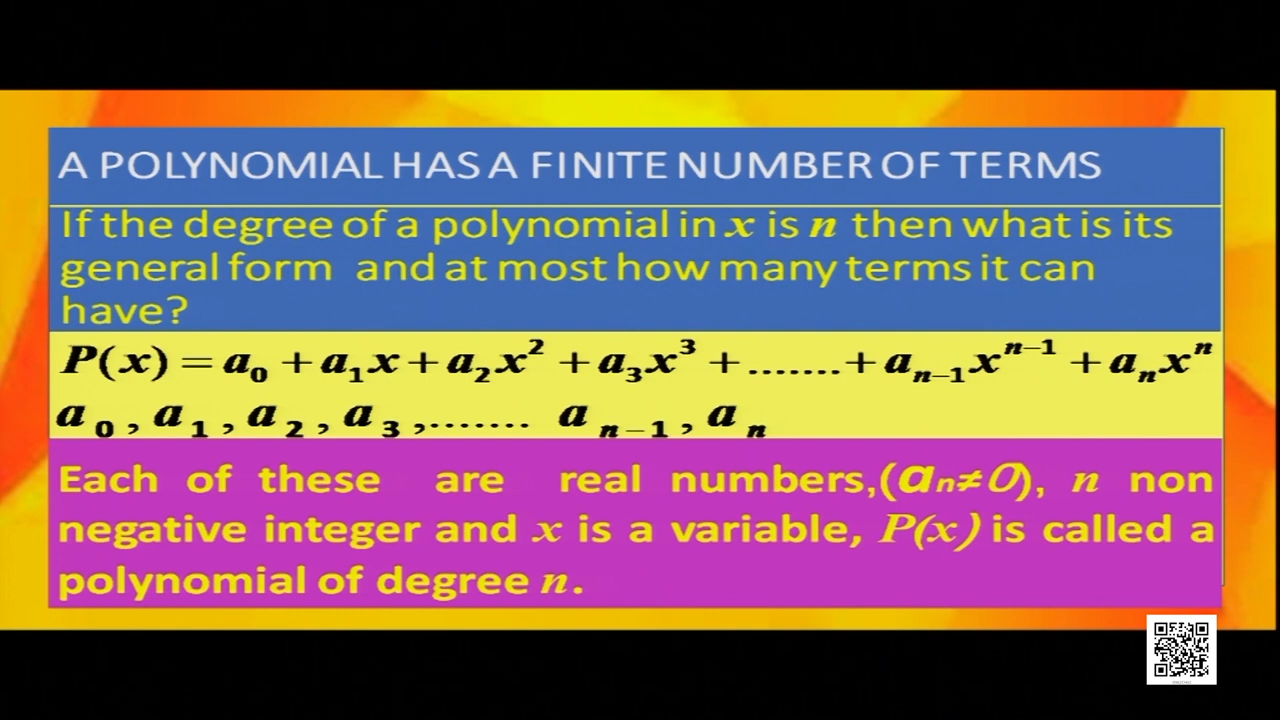 A POLYNOMIAL HAS A FINITE NUMBER OF TERMS
If the degree of a polynomial in x is n then what is its
general form and at most how many terms it can
have?
P(x) = a₀ + a₁x + a₂x² + a₃x³ + ....... + aₙ₋₁xⁿ⁻¹ + aₙxⁿ
a₀, a₁, a₂, a₃,....... aₙ₋₁, aₙ
Each of these are real numbers,(aₙ≠0), n non
negative integer and x is a variable, P(x) is called a
polynomial of degree n.